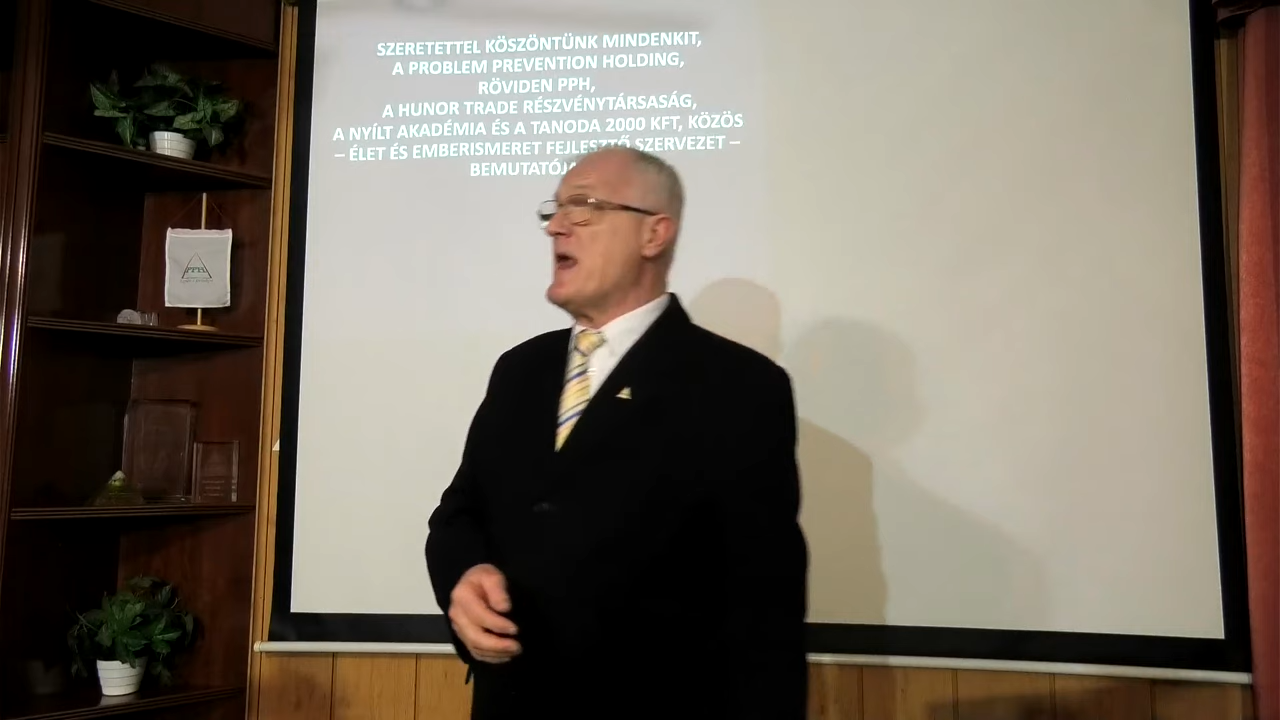 SZERETETTEL KÖSZÖNTÜNK MINDENKIT,
A PROBLEM PREVENTION HOLDING,
RÖVIDEN PPH,
A HUNOR TRADE RÉSZVÉNYTÁRSASÁG,
A NYÍLT AKADÉMIA ÉS A TANODA 2000 KFT, KÖZÖS
– ÉLET ÉS EMBERISMERET FEJLESZTŐ SZERVEZET –
PPH